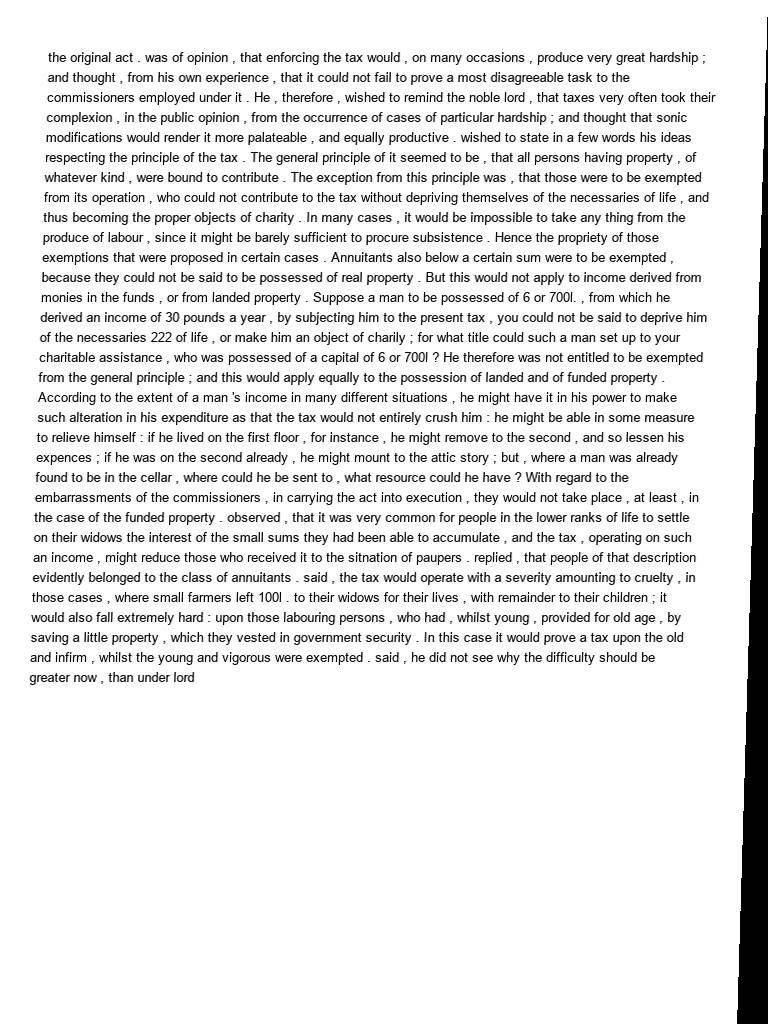 the original act . was of opinion , that enforcing the tax would , on many occasions , produce very great hardship ;
and thought , from his own experience , that it could not fail to prove a most disagreeable task to the
commissioners employed under it . He , therefore , wished to remind the noble lord , that taxes very often took their
complexion , in the public opinion , from the occurrence of cases of particular hardship ; and thought that sonic
modifications would render it more palateable , and equally productive . wished to state in a few words his ideas
respecting the principle of the tax . The general principle of it seemed to be , that all persons having property , of
whatever kind , were bound to contribute . The exception from this principle was , that those were to be exempted
from its operation , who could not contribute to the tax without depriving themselves of the necessaries of life , and
thus becoming the proper objects of charity . In many cases , it would be impossible to take any thing from the
produce of labour , since it might be barely sufficient to procure subsistence . Hence the propriety of those
exemptions that were proposed in certain cases . Annuitants also below a certain sum were to be exempted ,
because they could not be said to be possessed of real property . But this would not apply to income derived from
monies in the funds , or from landed property . Suppose a man to be possessed of 6 or 700l. , from which he
derived an income of 30 pounds a year , by subjecting him to the present tax , you could not be said to deprive him
of the necessaries 222 of life , or make him an object of charily ; for what title could such a man set up to your
charitable assistance , who was possessed of a capital of 6 or 700l ? He therefore was not entitled to be exempted
from the general principle ; and this would apply equally to the possession of landed and of funded property .
According to the extent of a man 's income in many different situations , he might have it in his power to make
such alteration in his expenditure as that the tax would not entirely crush him : he might be able in some measure
to relieve himself : if he lived on the first floor , for instance , he might remove to the second , and so lessen his
expences ; if he was on the second already , he might mount to the attic story ; but , where a man was already
found to be in the cellar , where could he be sent to , what resource could he have ? With regard to the
embarrassments of the commissioners , in carrying the act into execution , they would not take place , at least , in
the case of the funded property . observed , that it was very common for people in the lower ranks of life to settle
on their widows the interest of the small sums they had been able to accumulate , and the tax , operating on such
an income , might reduce those who received it to the sitnation of paupers . replied , that people of that description
evidently belonged to the class of annuitants . said , the tax would operate with a severity amounting to cruelty , in
those cases , where small farmers left 100l . to their widows for their lives , with remainder to their children ; it
would also fall extremely hard : upon those labouring persons , who had , whilst young , provided for old age , by
saving a little property , which they vested in government security . In this case it would prove a tax upon the old
and infirm , whilst the young and vigorous were exempted . said , he did not see why the difficulty should be
greater now , than under lord